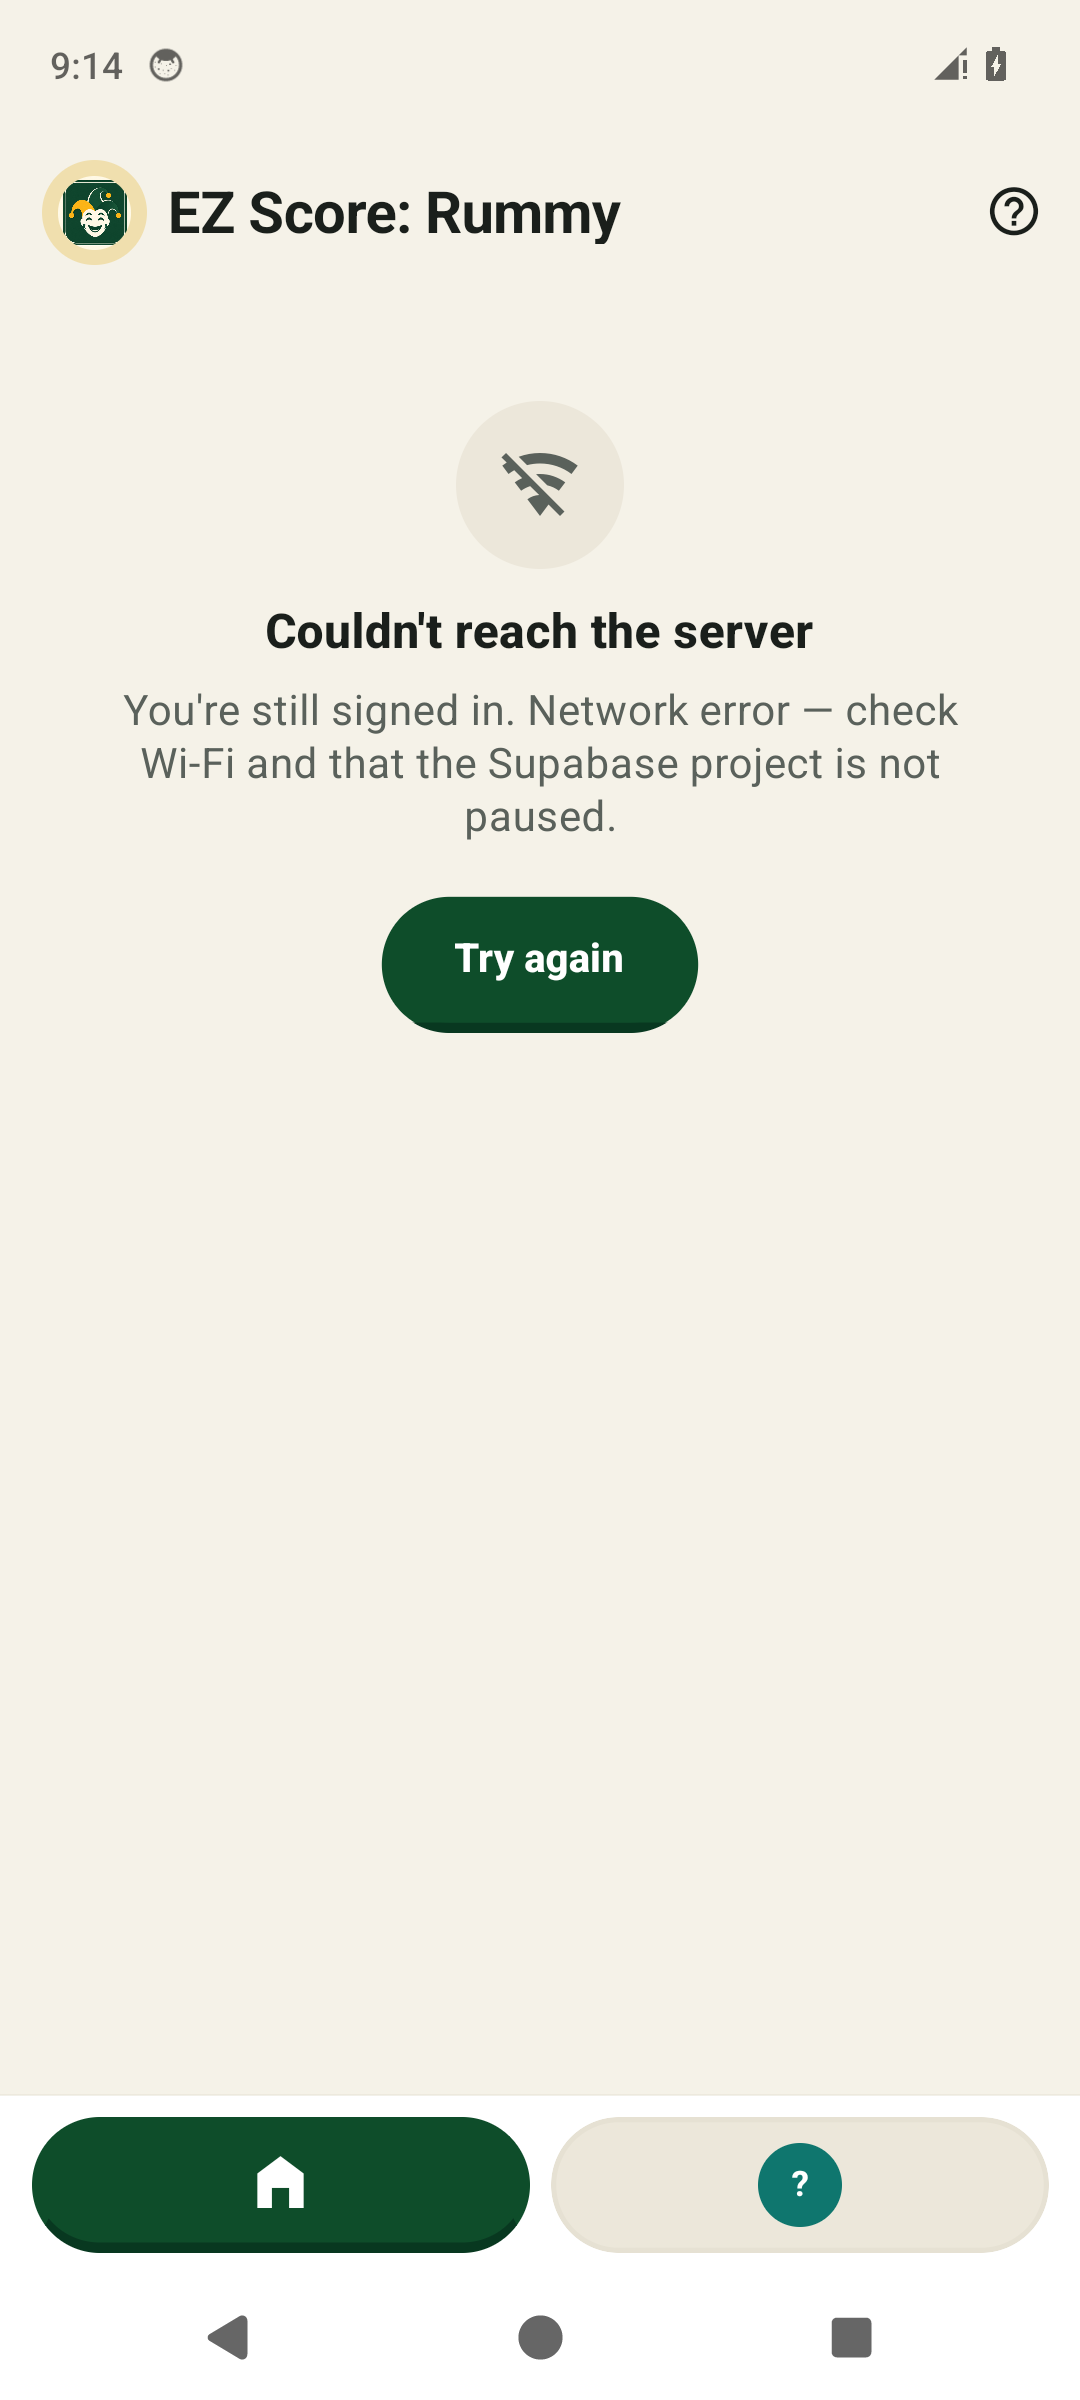 9:14
EZ Score: Rummy
Couldn't reach the server
You're still signed in. Network error — check
Wi-Fi and that the Supabase project is not
paused.
Try again
?